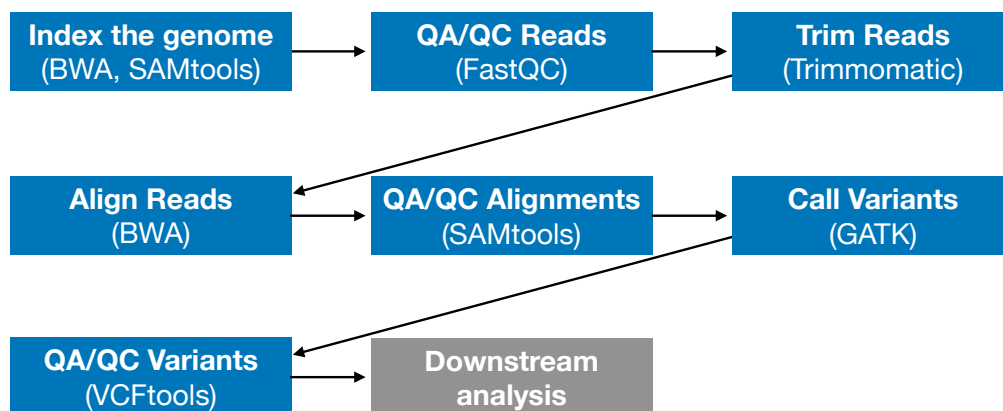 Index the genome
(BWA, SAMtools)
QA/QC Reads
(FastQC)
Trim Reads
(Trimmomatic)
Align Reads
(BWA)
QA/QC Alignments
(SAMtools)
Call Variants
(GATK)
QA/QC Variants
(VCFtools)
Downstream
analysis